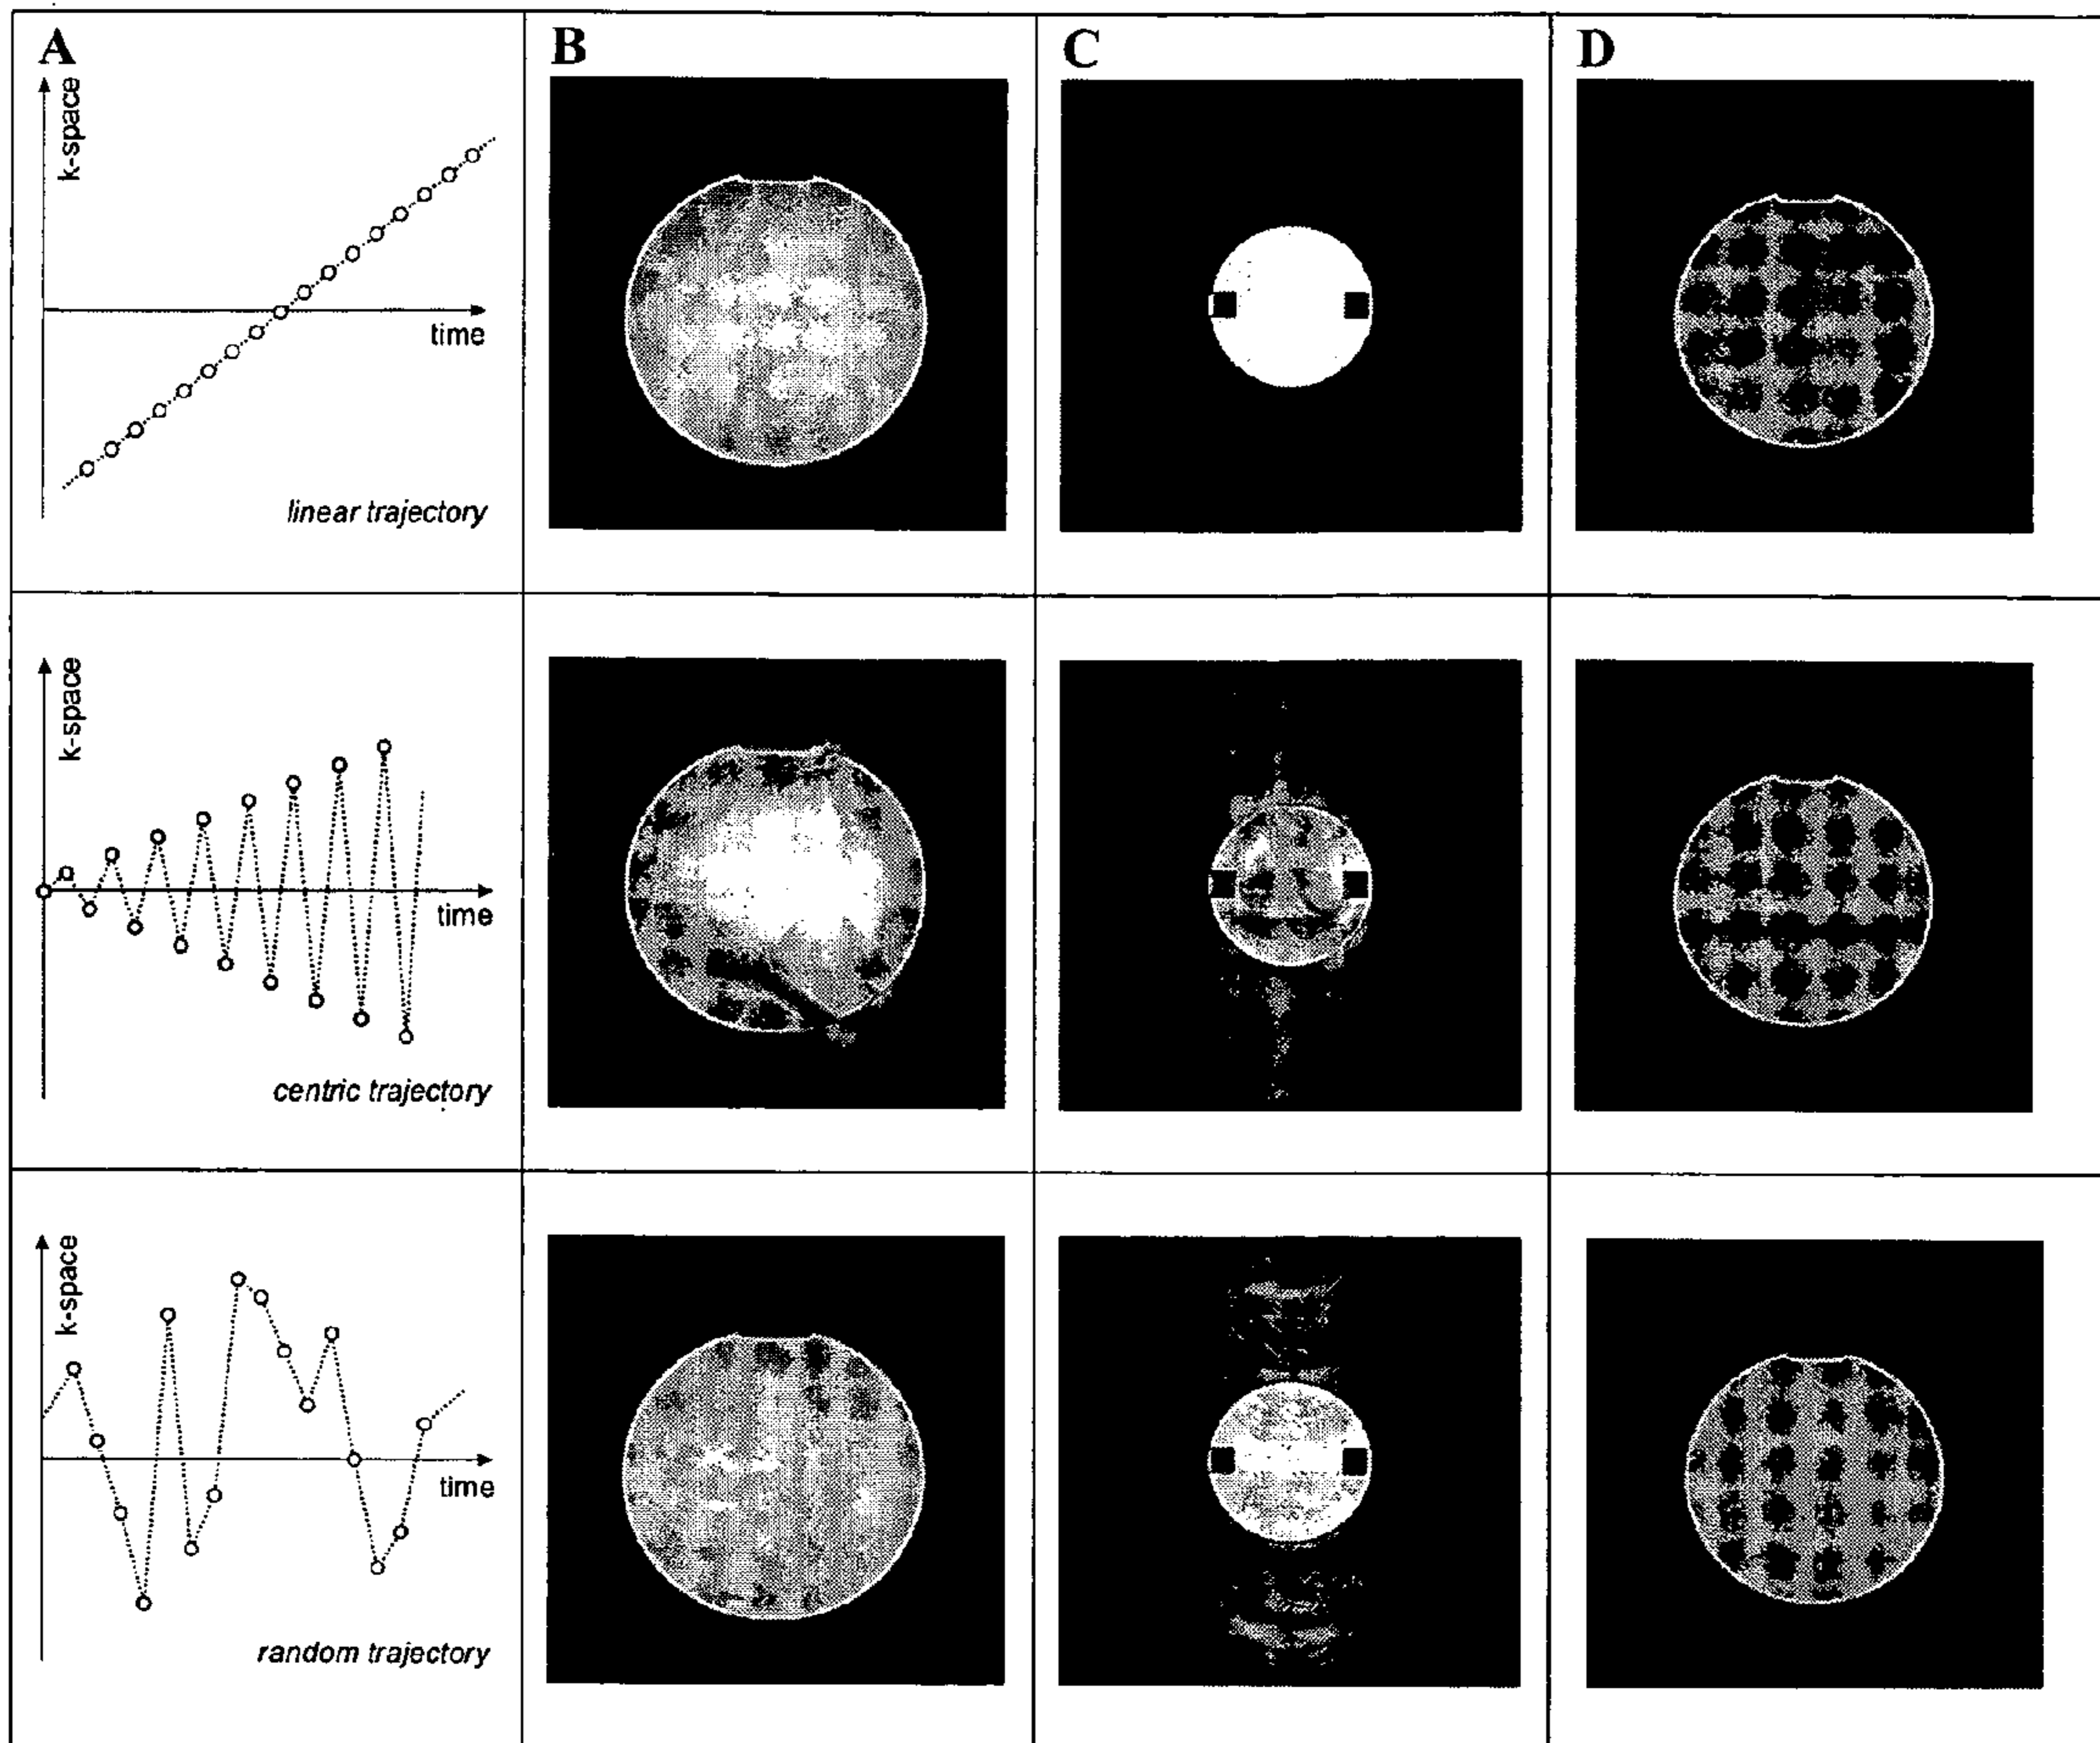 A
B
C
D
k-space
time
linear trajectory
k-space
time
centric trajectory
k-space
time
random trajectory